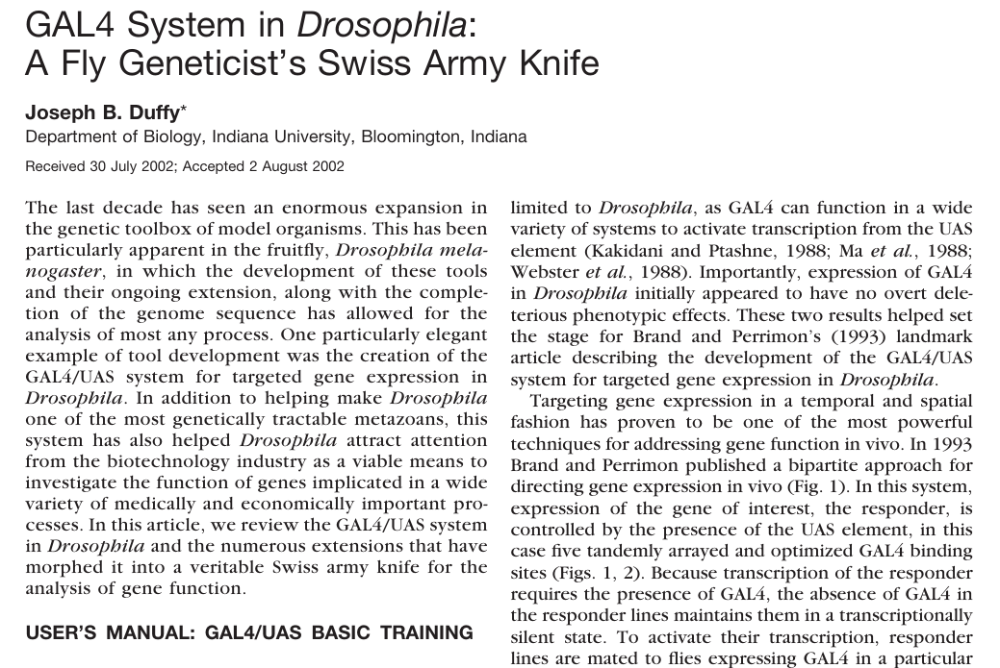 GAL4 System in Drosophila:
A Fly Geneticist's Swiss Army Knife
Joseph B. Duffy*
Department of Biology, Indiana University, Bloomington, Indiana
Received 30 July 2002; Accepted 2 August 2002
The last decade has seen an enormous expansion in
the genetic toolbox of model organisms. This has been
particularly apparent in the fruitfly, Drosophila mela-
nogaster, in which the development of these tools
and their ongoing extension, along with the comple-
tion of the genome sequence has allowed for the
analysis of most any process. One particularly elegant
example of tool development was the creation of the
GAL4/UAS system for targeted gene expression in
Drosophila. In addition to helping make Drosophila
one of the most genetically tractable metazoans, this
system has also helped Drosophila attract attention
from the biotechnology industry as a viable means to
investigate the function of genes implicated in a wide
variety of medically and economically important pro-
cesses. In this article, we review the GAL4/UAS system
in Drosophila and the numerous extensions that have
morphed it into a veritable Swiss army knife for the
analysis of gene function.
USER'S MANUAL: GAL4/UAS BASIC TRAINING
limited to Drosophila, as GAL4 can function in a wide
variety of systems to activate transcription from the UAS
element (Kakidani and Ptashne, 1988; Ma et al., 1988;
Webster et al., 1988). Importantly, expression of GAL4
in Drosophila initially appeared to have no overt dele-
terious phenotypic effects. These two results helped set
the stage for Brand and Perrimon's (1993) landmark
article describing the development of the GAL4/UAS
system for targeted gene expression in Drosophila.
Targeting gene expression in a temporal and spatial
fashion has proven to be one of the most powerful
techniques for addressing gene function in vivo. In 1993
Brand and Perrimon published a bipartite approach for
directing gene expression in vivo (Fig. 1). In this system,
expression of the gene of interest, the responder, is
controlled by the presence of the UAS element, in this
case five tandemly arrayed and optimized GAL4 binding
sites (Figs. 1, 2). Because transcription of the responder
requires the presence of GAL4, the absence of GAL4 in
the responder lines maintains them in a transcriptionally
silent state. To activate their transcription, responder
lines are mated to flies expressing GAL4 in a particular